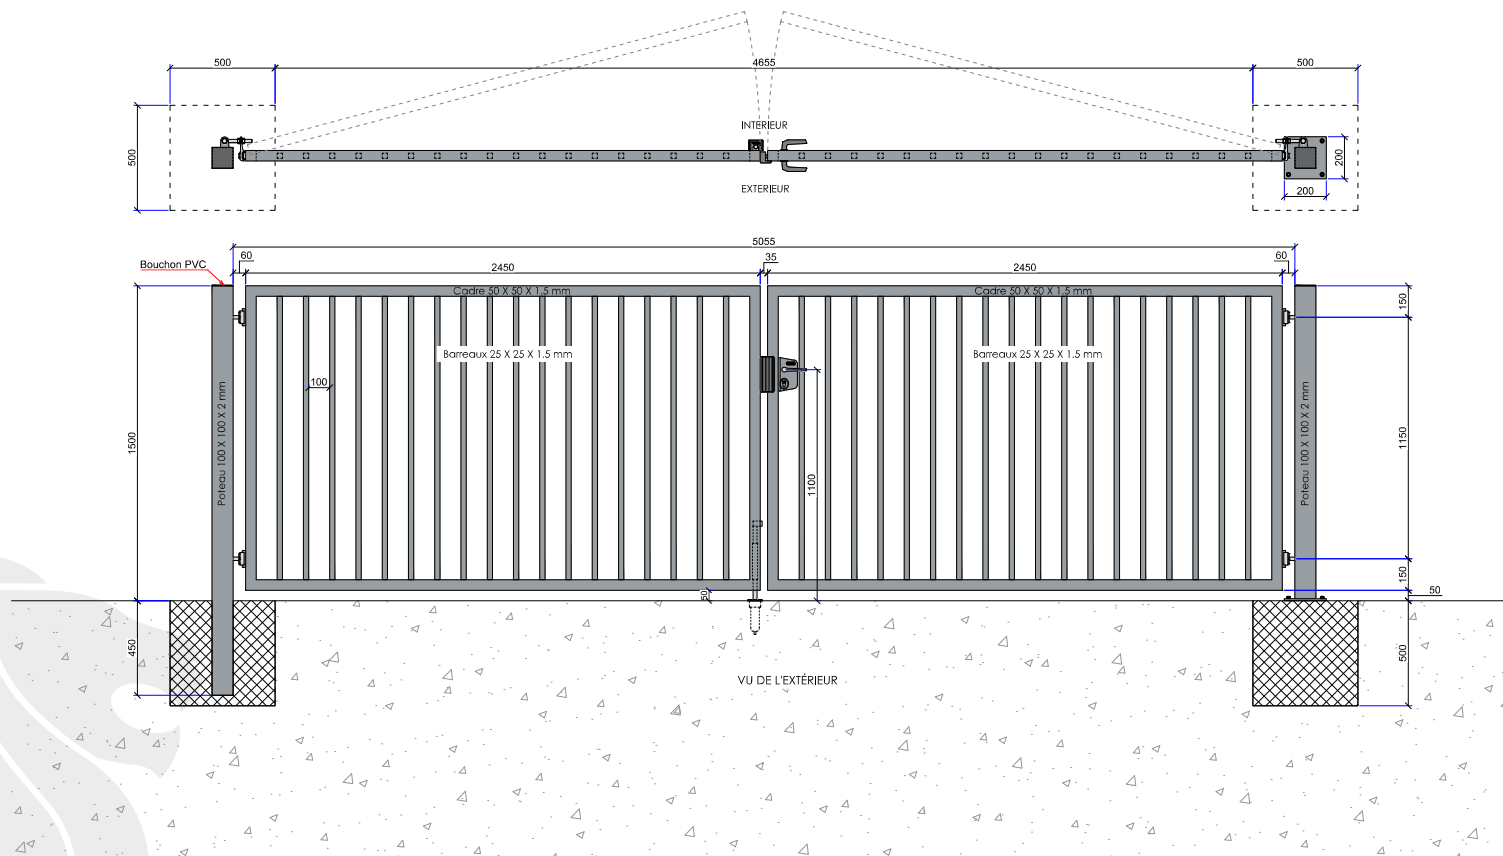 500
4655
500
500
INTÉRIEUR
EXTERIEUR
200
200
5055
Bouchon PVC
60
2450
35
2450
60
Cadre 50 X 50 X 1.5 mm
Cadre 50 X 50 X 1.5 mm
150
Barreaux 25 X 25 X 1.5 mm
Barreaux 25 X 25 X 1.5 mm
100
Poteau 100 X 100 X 2 mm
Poteau 100 X 100 X 2 mm
1500
1150
1100
150
50
50
450
500
VU DE L'EXTÉRIEUR